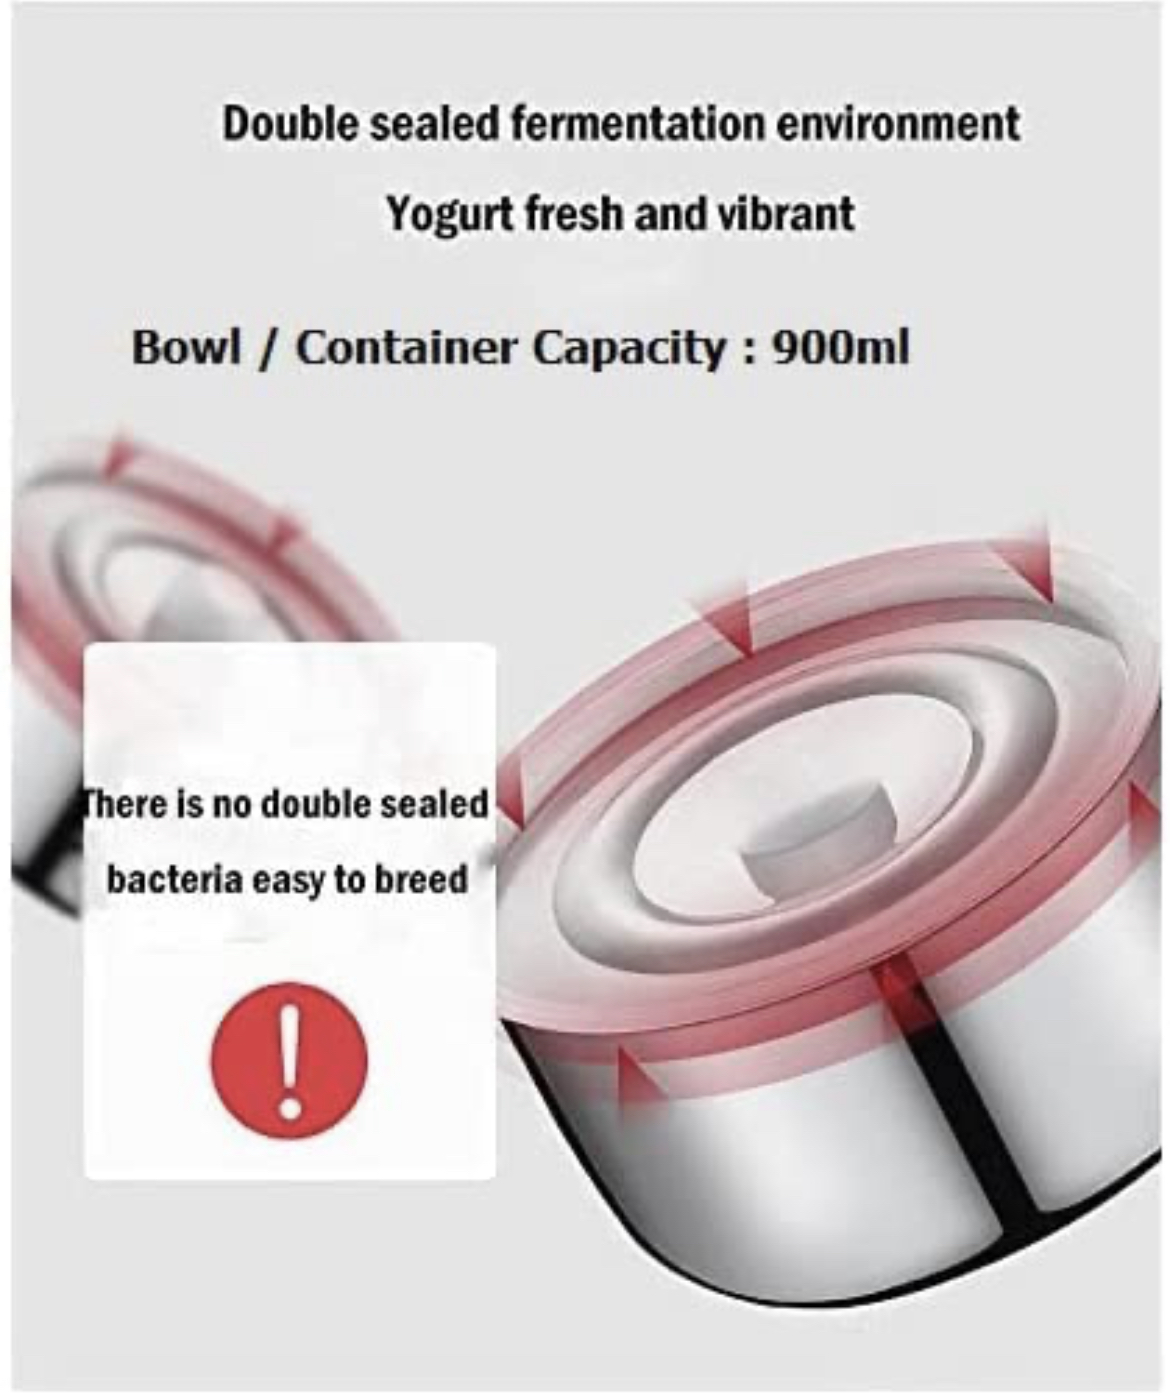 Double sealed fermentation environment
Yogurt fresh and vibrant
Bowl / Container Capacity : 900ml
There is no double sealed
bacteria easy to breed